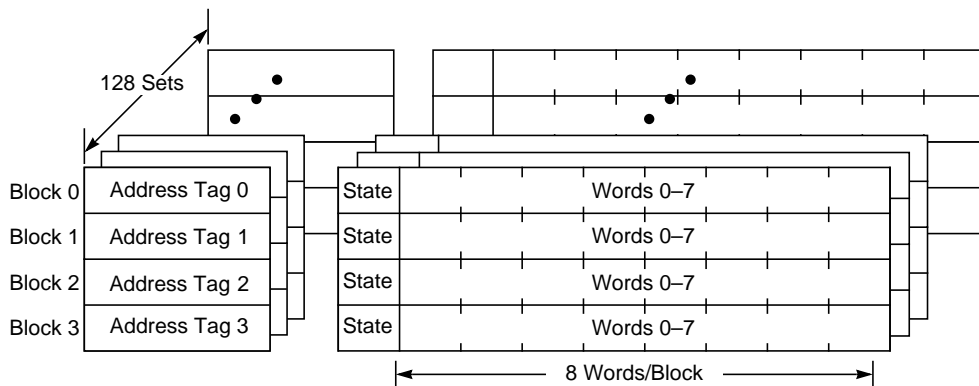 128 Sets
Block 0 Address Tag 0 State Words 0–7
Block 1 Address Tag 1 State Words 0–7
Block 2 Address Tag 2 State Words 0–7
Block 3 Address Tag 3 State Words 0–7
8 Words/Block